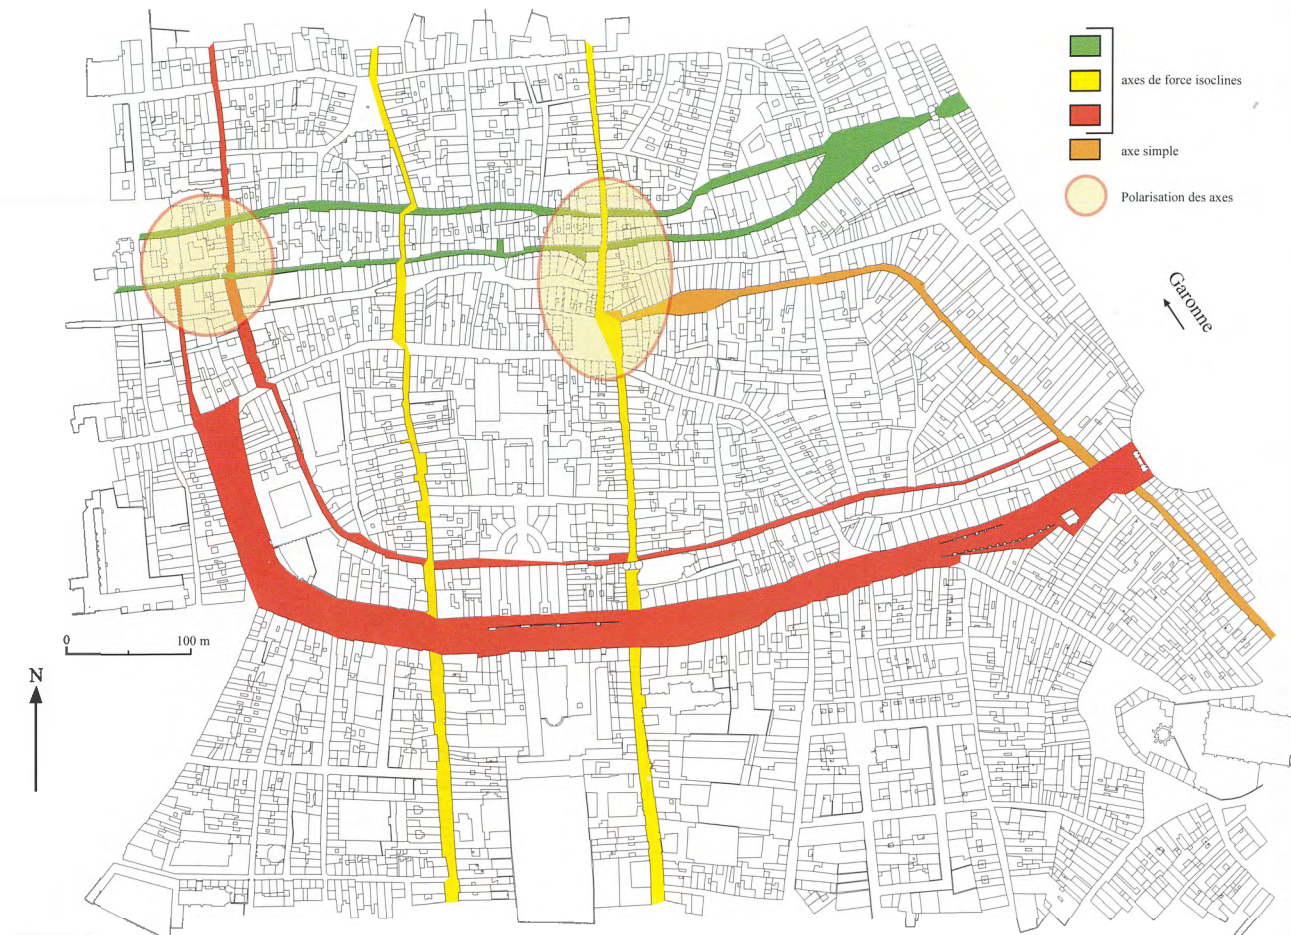 axes de force isoclines
axe simple
Polarisation des axes
Garonne
0 100 m
N